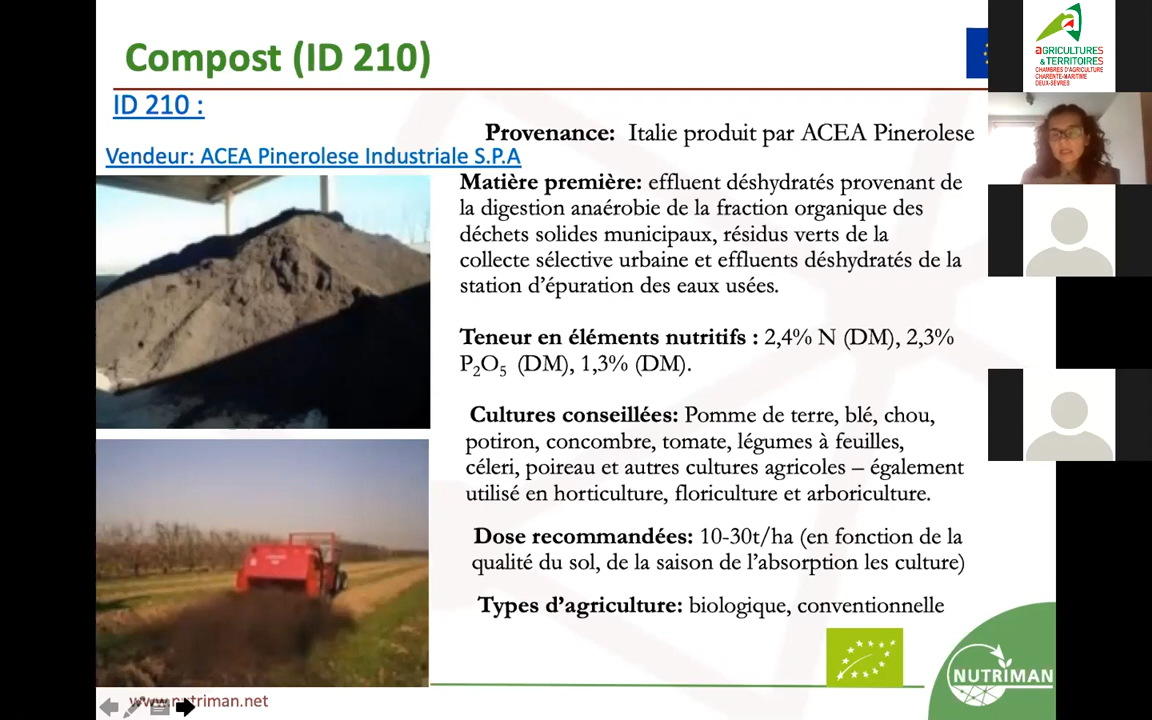 Compost (ID 210)
ID 210 :
Vendeur: ACEA Pinerolese Industriale S.P.A
Provenance: Italie produit par ACEA Pinerolese
Matière première: effluent déshydratés provenant de
la digestion anaérobie de la fraction organique des
déchets solides municipaux, résidus verts de la
collecte sélective urbaine et effluents déshydratés de la
station d’épuration des eaux usées.
Teneur en éléments nutritifs : 2,4% N (DM), 2,3%
P₂O₅ (DM), 1,3% (DM).
Cultures conseillées: Pomme de terre, blé, chou,
potiron, concombre, tomate, légumes à feuilles,
céleri, poireau et autres cultures agricoles – également
utilisé en horticulture, floriculture et arboriculture.
Dose recommandées: 10-30t/ha (en fonction de la
qualité du sol, de la saison de l’absorption les culture)
Types d’agriculture: biologique, conventionnelle
www.nutriman.net
NUTRIMAN
aGRICULTURES
& TERRITOIRES
CHAMBRES D'AGRICULTURE
CHARENTE-MARITIME
DEUX-SÈVRES